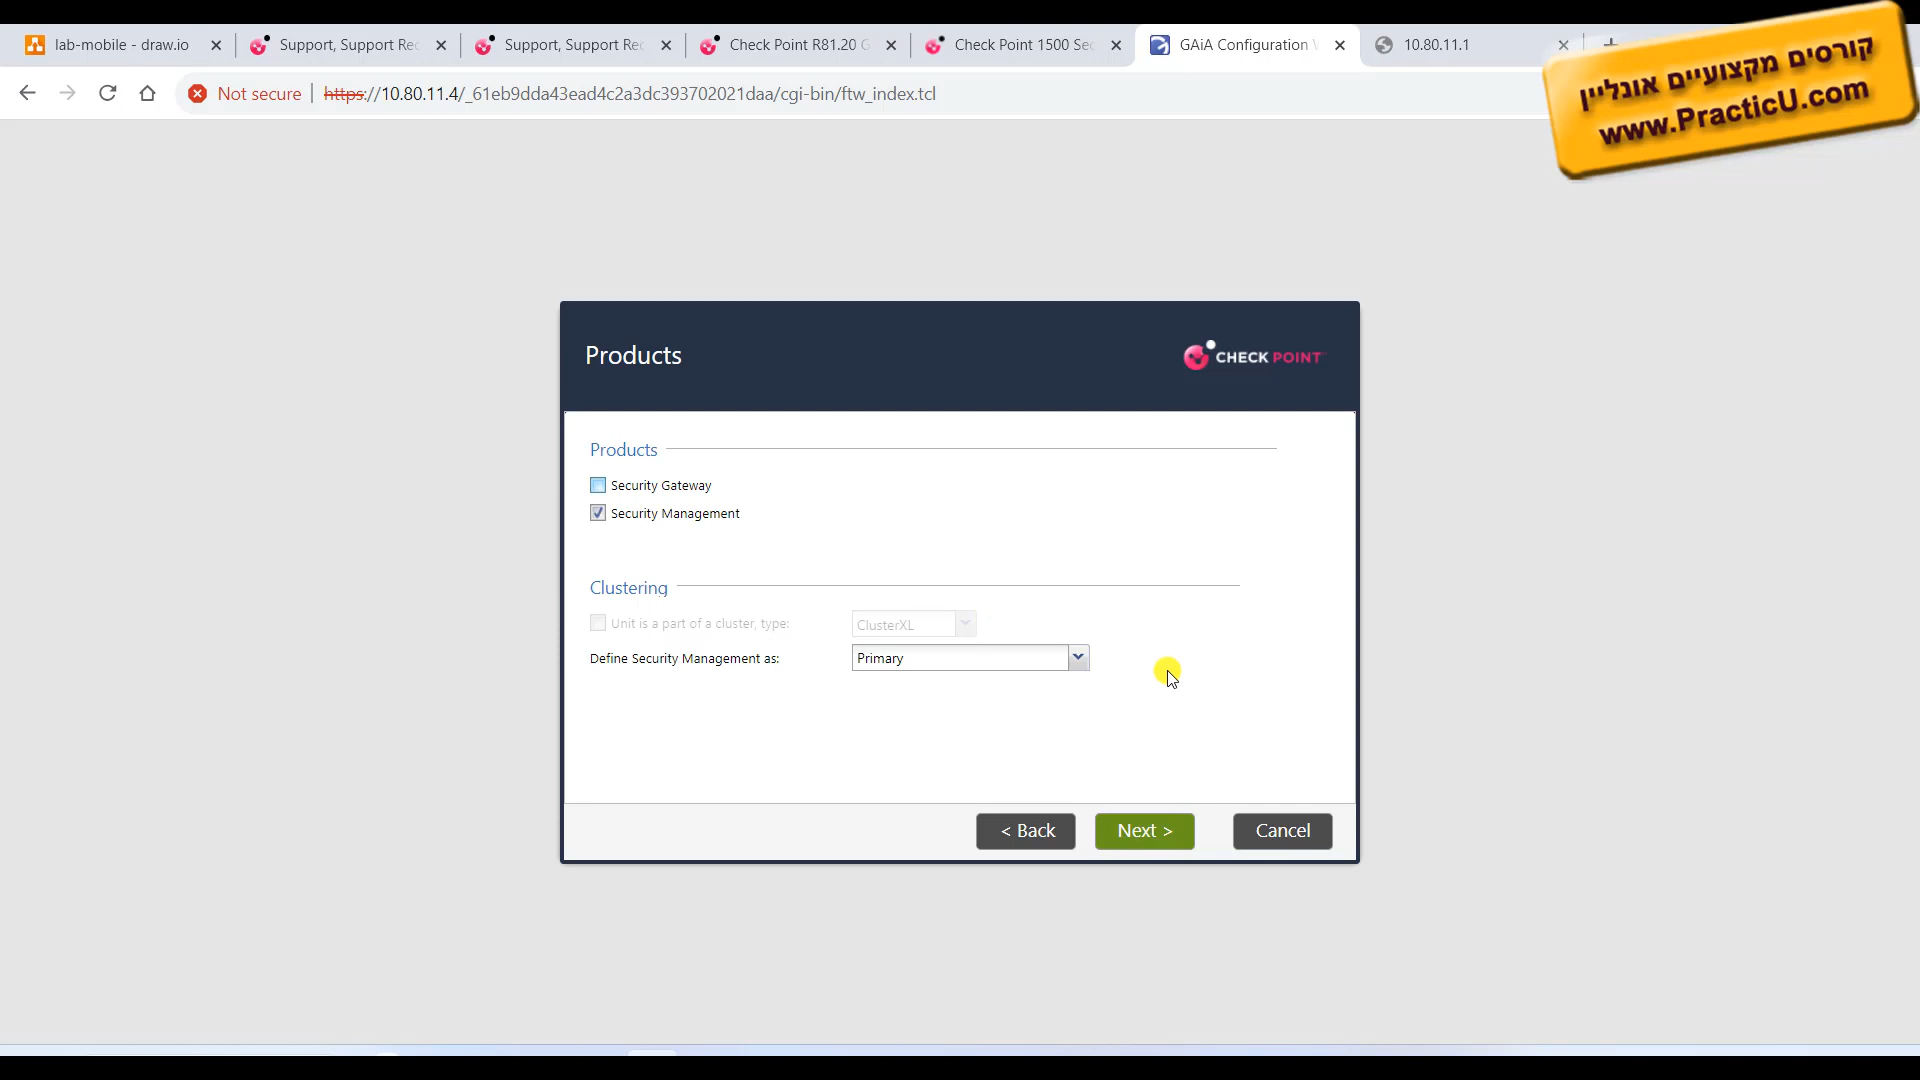 lab-mobile - draw.io
Support, Support Rec
Support, Support Rec
Check Point R81.20 G
Check Point 1500 Sec
GAiA Configuration W
10.80.11.1
קורסים מקצועיים אונליין
www.PracticU.com
Not secure
https://10.80.11.4/_61eb9dda43ead4c2a3dc393702021daa/cgi-bin/ftw_index.tcl
Products
CHECK POINT
Products
Security Gateway
Security Management
Clustering
Unit is a part of a cluster, type:
ClusterXL
Define Security Management as:
Primary
< Back
Next >
Cancel